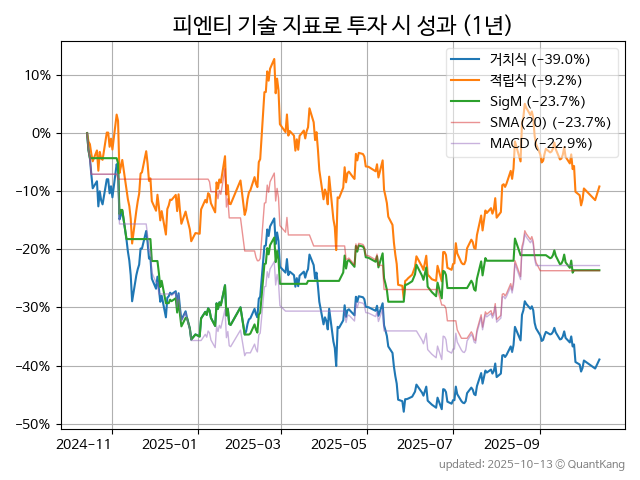 피엔티 기술 지표로 투자 시 성과 (1년)
거치식 (−39.0%)
적립식 (−9.2%)
SigM (−23.7%)
SMA(20) (−23.7%)
MACD (−22.9%)
10%
0%
−10%
−20%
−30%
−40%
−50%
2024-11 2025-01 2025-03 2025-05 2025-07 2025-09
updated: 2025-10-13 © QuantKang